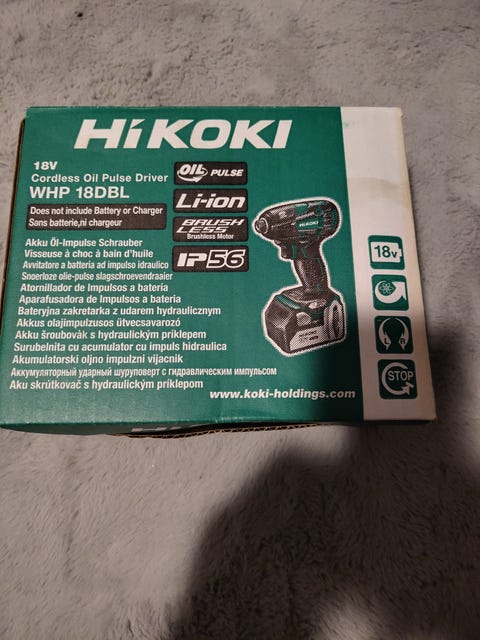 HiKOKI
18V
Cordless Oil Pulse Driver
WHP 18DBL
Does not include Battery or Charger
Sans batterie,ni chargeur
OIL PULSE
Li-ion
BRUSH
LESS
Brushless Motor
IP56
Akku Öl-Impulse Schrauber
Visseuse à choc à bain d'huile
Avvitatore a batteria ad impulso idraulico
Snoerloze olie-pulse slagschroevendraaier
Atornillador de Impulsos a batería
Aparafusadora de Impulsos a bateria
Bateryjna zakretarka z udarem hydraulicznym
Akkus olajimpulzusos ütvecsavarozó
Akku šroubovák s hydraulickým príklepem
Surubelnita cu acumulator cu impuls hidraulica
Akumulatorski oljno impulzni vijacnik
Аккумуляторный ударный шуруповерт с гидравлическим импульсом
Aku skrutkovač s hydraulickým príklepom
www.koki-holdings.com
HiKOKI
18V
STOP